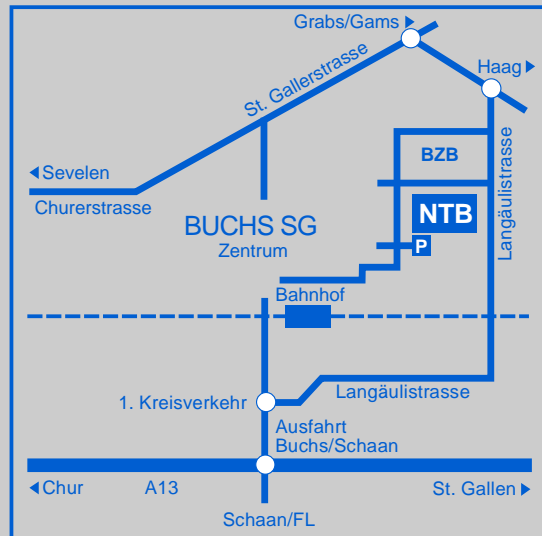 Grabs/Gams
Haag
St. Gallerstrasse
BZB
Langäulistrasse
Sevelen
Churerstrasse
NTB
BUCHS SG
Zentrum
P
Bahnhof
Langäulistrasse
1. Kreisverkehr
Ausfahrt
Buchs/Schaan
Chur
A13
St. Gallen
Schaan/FL